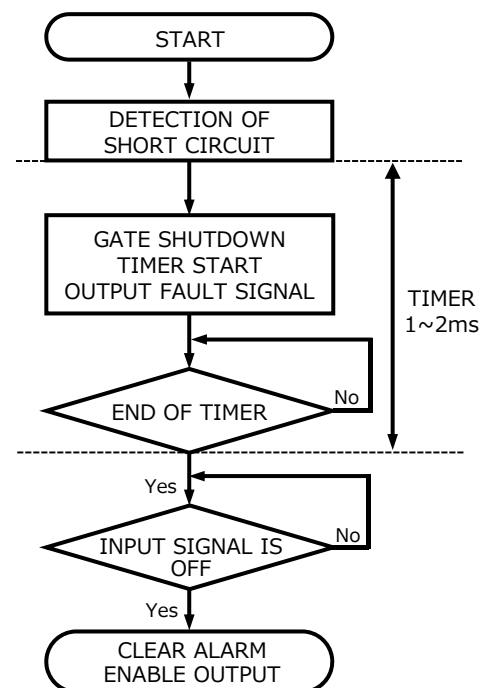 START
DETECTION OF
SHORT CIRCUIT
GATE SHUTDOWN
TIMER START
OUTPUT FAULT SIGNAL
TIMER
1~2ms
END OF TIMER
No
Yes
INPUT SIGNAL IS
OFF
No
Yes
CLEAR ALARM
ENABLE OUTPUT